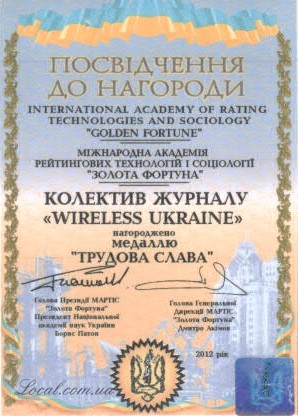 ПОСВІДЧЕННЯ
ДО НАГОРОДИ
INTERNATIONAL ACADEMY OF RATING
TECHNOLOGIES AND SOCIOLOGY
"GOLDEN FORTUNE"
МІЖНАРОДНА АКАДЕМІЯ
РЕЙТИНГОВИХ ТЕХНОЛОГІЙ І СОЦІОЛОГІЇ
"ЗОЛОТА ФОРТУНА"
КОЛЕКТИВ ЖУРНАЛУ
«WIRELESS UKRAINE»
нагороджено
медаллю
"ТРУДОВА СЛАВА"
Голова Президії МАРТІС
"Золота Фортуна"
Президент Національної
академії наук України
Борис Патон
Голова Генеральної
Дирекції МАРТІС
"Золота Фортуна"
Дмитро Акімов
2012 рік
Local.com.ua